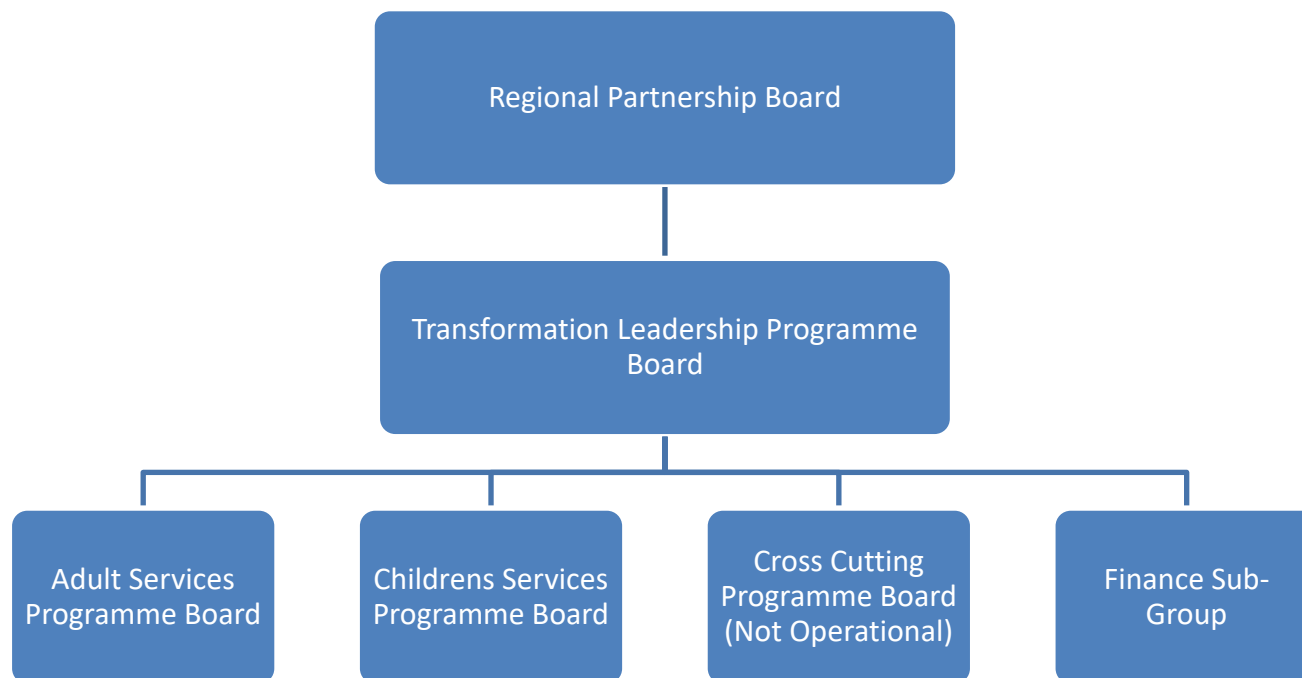 Regional Partnership Board
Transformation Leadership Programme
Board
Adult Services
Programme Board
Childrens Services
Programme Board
Cross Cutting
Programme Board
(Not Operational)
Finance Sub-
Group